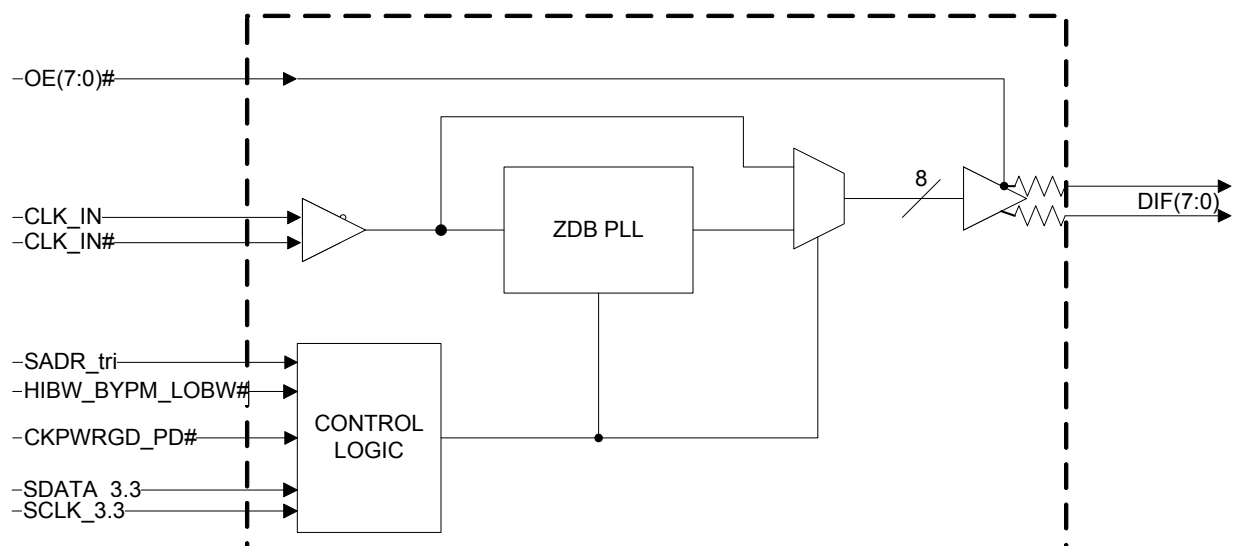 OE(7:0)#
8
CLK_IN
CLK_IN#
ZDB PLL
DIF(7:0)
SADR_tri
HIBW_BYPM_LOBW#
CKPWRGD_PD#
CONTROL
LOGIC
SDATA_3.3
SCLK_3.3